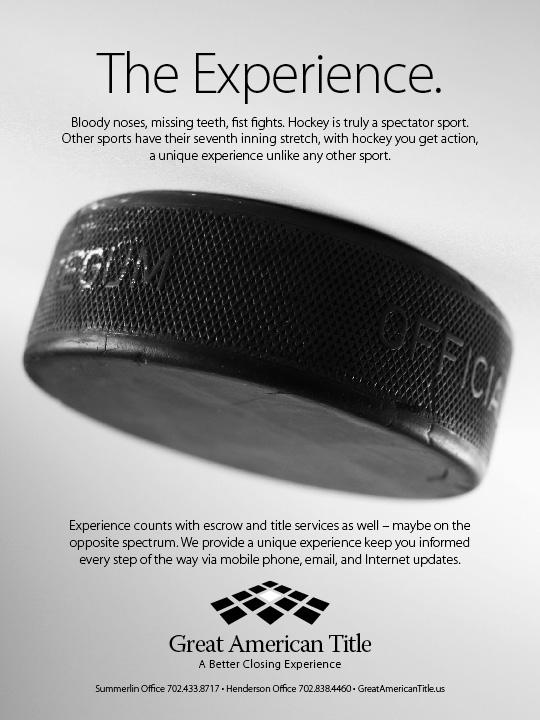 The Experience.
Bloody noses, missing teeth, fist fights. Hockey is truly a spectator sport.
Other sports have their seventh inning stretch, with hockey you get action,
a unique experience unlike any other sport.
OFFICIA
Experience counts with escrow and title services as well – maybe on the
opposite spectrum. We provide a unique experience keep you informed
every step of the way via mobile phone, email, and Internet updates.
Great American Title
A Better Closing Experience
Summerlin Office 702.433.8717 • Henderson Office 702.838.4460 • GreatAmericanTitle.us